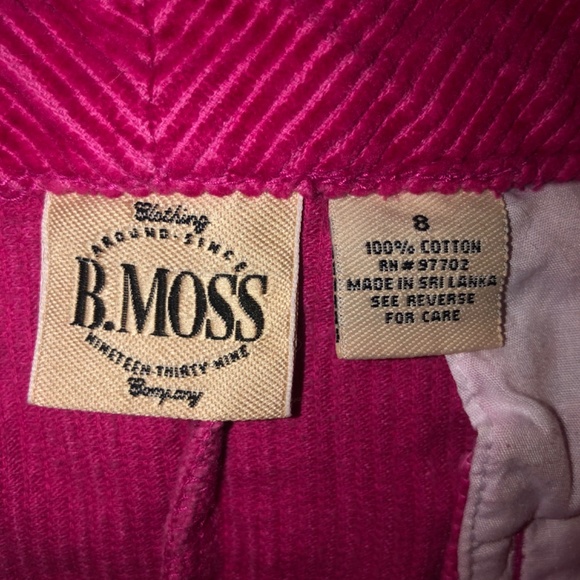 Clothing
AROUND·SINCE
B.MOSS
NINETEEN·THIRTY·NINE
Company
8
100% COTTON
RN# 97702
MADE IN SRI LANKA
SEE REVERSE
FOR CARE